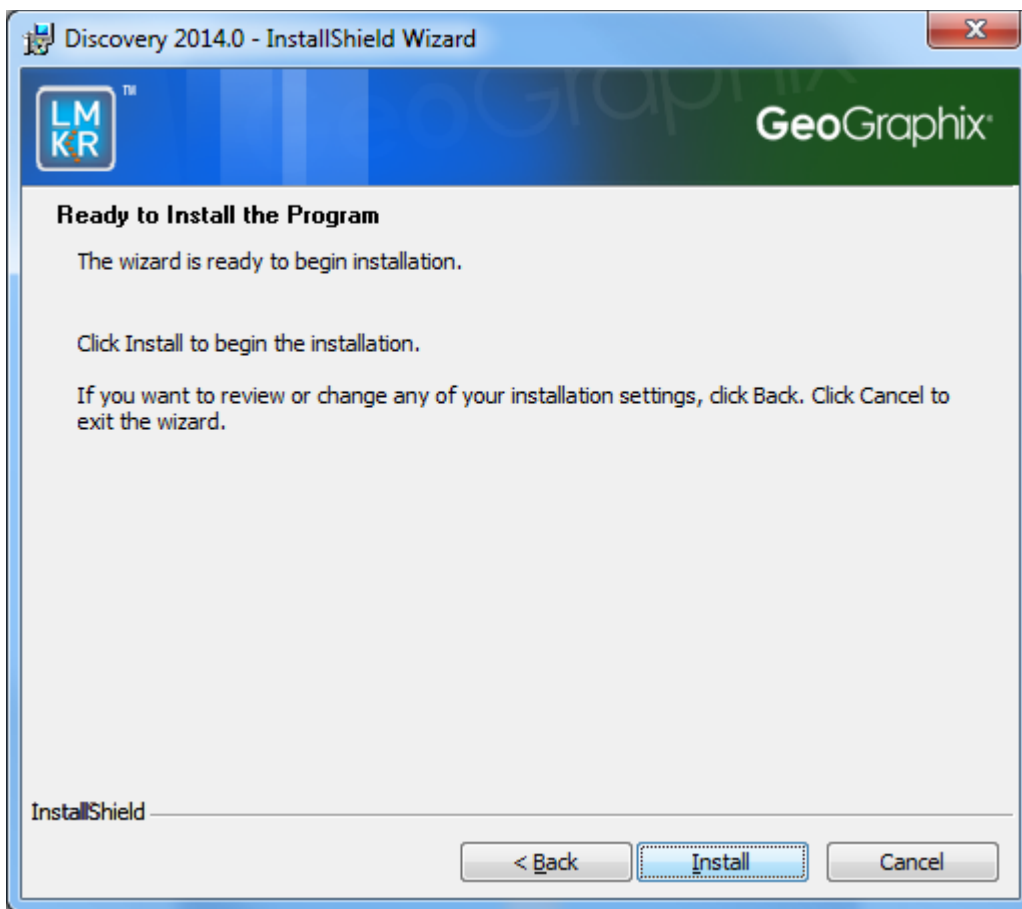 Discovery 2014.0 - InstallShield Wizard
LM
KR
TM
GeoGraphix
GeoGraphix®
Ready to Install the Program
The wizard is ready to begin installation.
Click Install to begin the installation.
If you want to review or change any of your installation settings, click Back. Click Cancel to
exit the wizard.
InstallShield
< Back
Install
Cancel